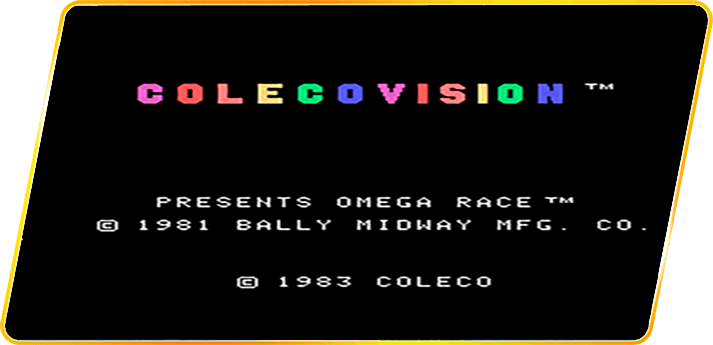 COLECOVISION™
PRESENTS OMEGA RACE™
© 1981 BALLY MIDWAY MFG. CO.
© 1983 COLECO